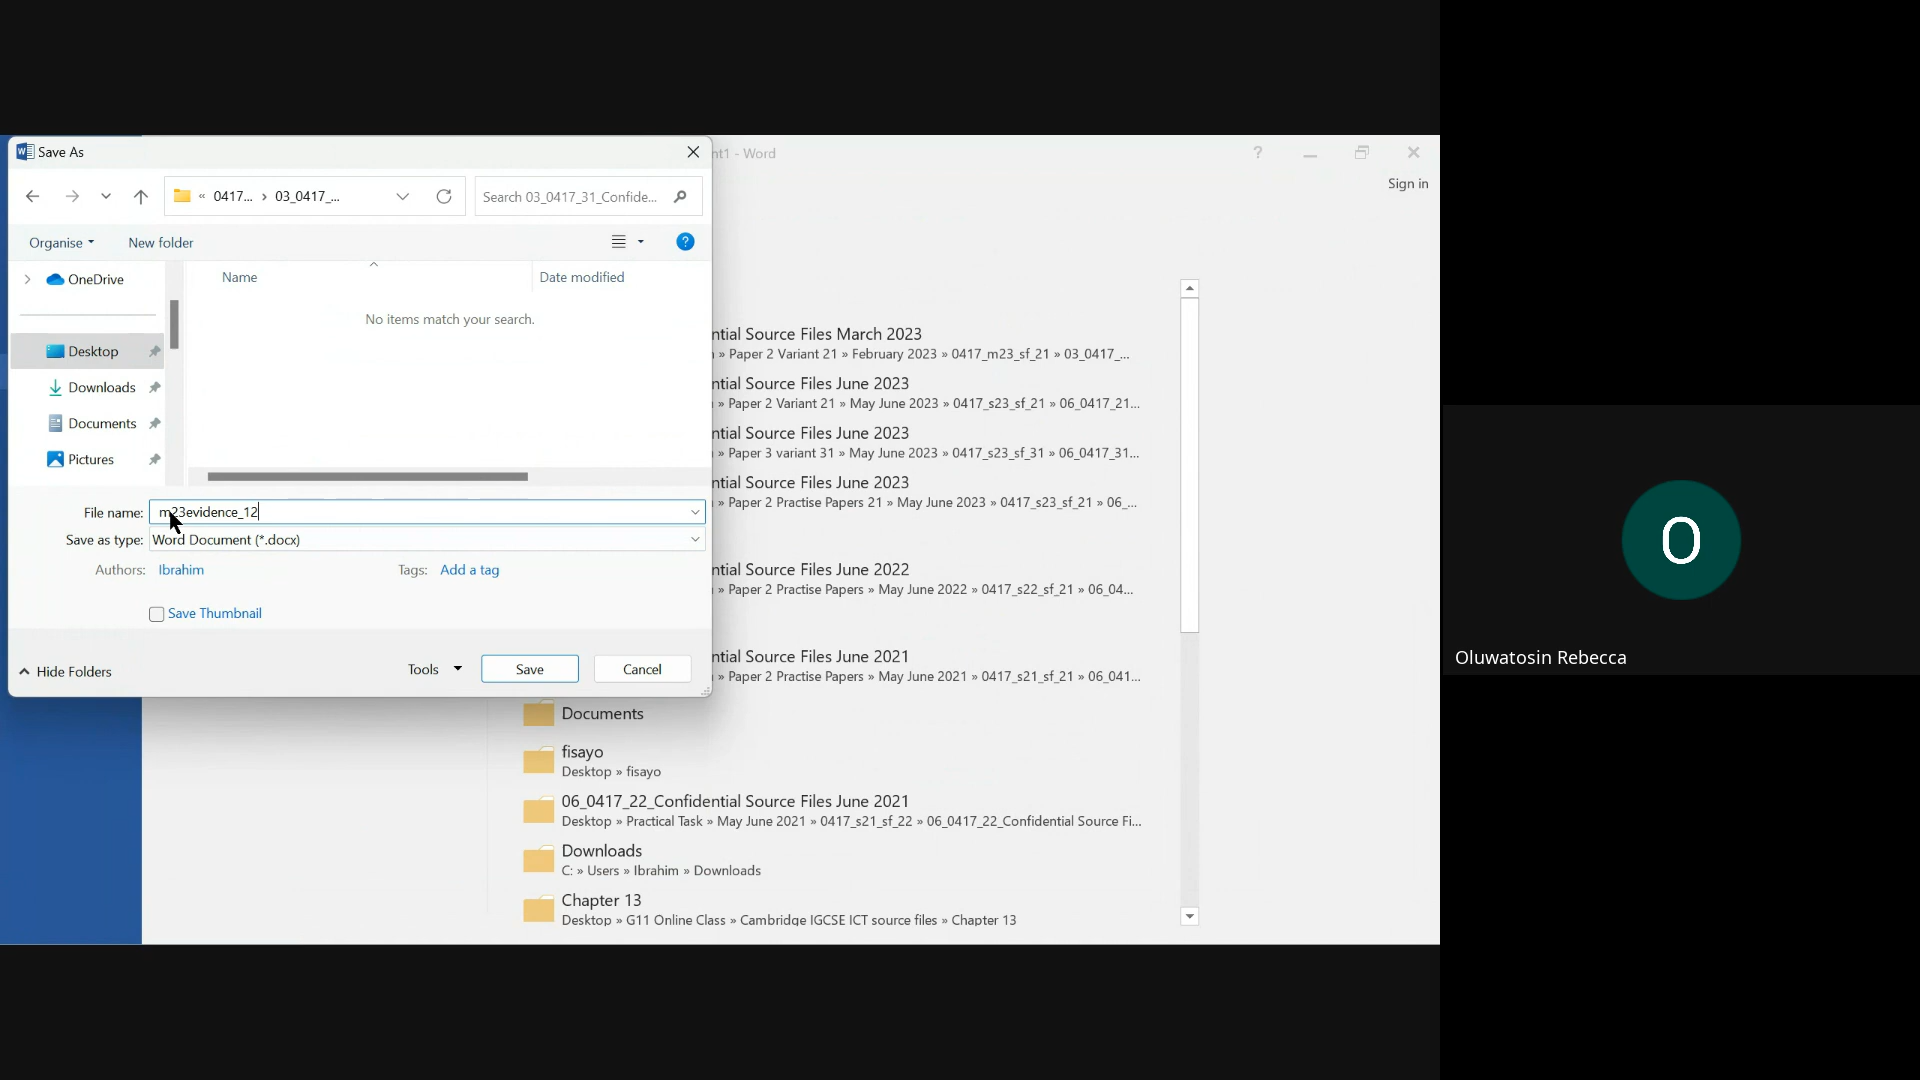 Save As
nt1 - Word
Sign in
« 0417... › 03_0417_...
Search 03_0417_31_Confide...
Organise
New folder
OneDrive
Name
Date modified
No items match your search.
Desktop
Downloads
Documents
Pictures
File name: m23evidence_12
Save as type: Word Document (*.docx)
Authors: Ibrahim
Tags: Add a tag
Save Thumbnail
Hide Folders
Tools
Save
Cancel
ntial Source Files March 2023
» Paper 2 Variant 21 » February 2023 » 0417_m23_sf_21 » 03_0417_...
ntial Source Files June 2023
» Paper 2 Variant 21 » May June 2023 » 0417_s23_sf_21 » 06_0417_21...
ntial Source Files June 2023
» Paper 3 variant 31 » May June 2023 » 0417_s23_sf_31 » 06_0417_31...
ntial Source Files June 2023
» Paper 2 Practise Papers 21 » May June 2023 » 0417_s23_sf_21 » 06_...
ntial Source Files June 2022
» Paper 2 Practise Papers » May June 2022 » 0417_s22_sf_21 » 06_04...
ntial Source Files June 2021
» Paper 2 Practise Papers » May June 2021 » 0417_s21_sf_21 » 06_041...
Documents
fisayo
Desktop » fisayo
06_0417_22_Confidential Source Files June 2021
Desktop » Practical Task » May June 2021 » 0417_s21_sf_22 » 06_0417_22_Confidential Source Fi...
Downloads
C: » Users » Ibrahim » Downloads
Chapter 13
Desktop » G11 Online Class » Cambridge IGCSE ICT source files » Chapter 13
O
Oluwatosin Rebecca